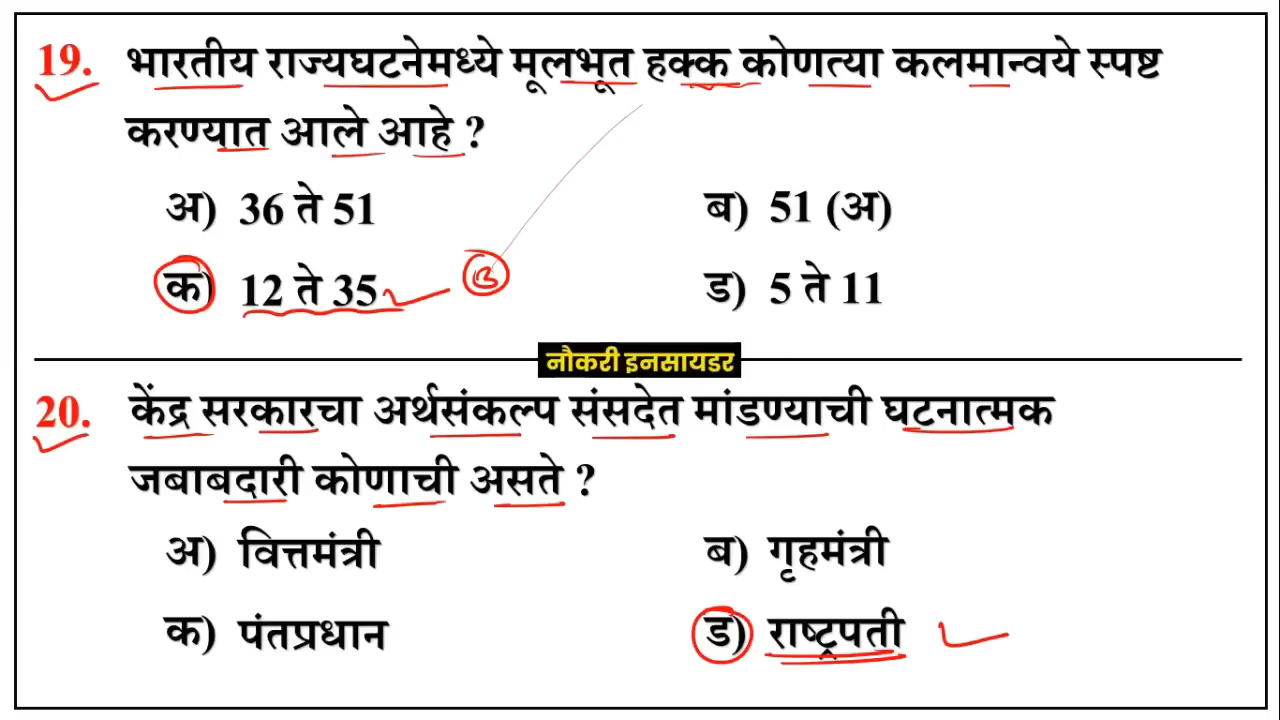 19. भारतीय राज्यघटनेमध्ये मूलभूत हक्क कोणत्या कलमान्वये स्पष्ट
करण्यात आले आहे ?
अ) 36 ते 51 ब) 51 (अ)
क) 12 ते 35 ड) 5 ते 11
नौकरी इनसायडर
20. केंद्र सरकारचा अर्थसंकल्प संसदेत मांडण्याची घटनात्मक
जबाबदारी कोणाची असते ?
अ) वित्तमंत्री ब) गृहमंत्री
क) पंतप्रधान ड) राष्ट्रपती